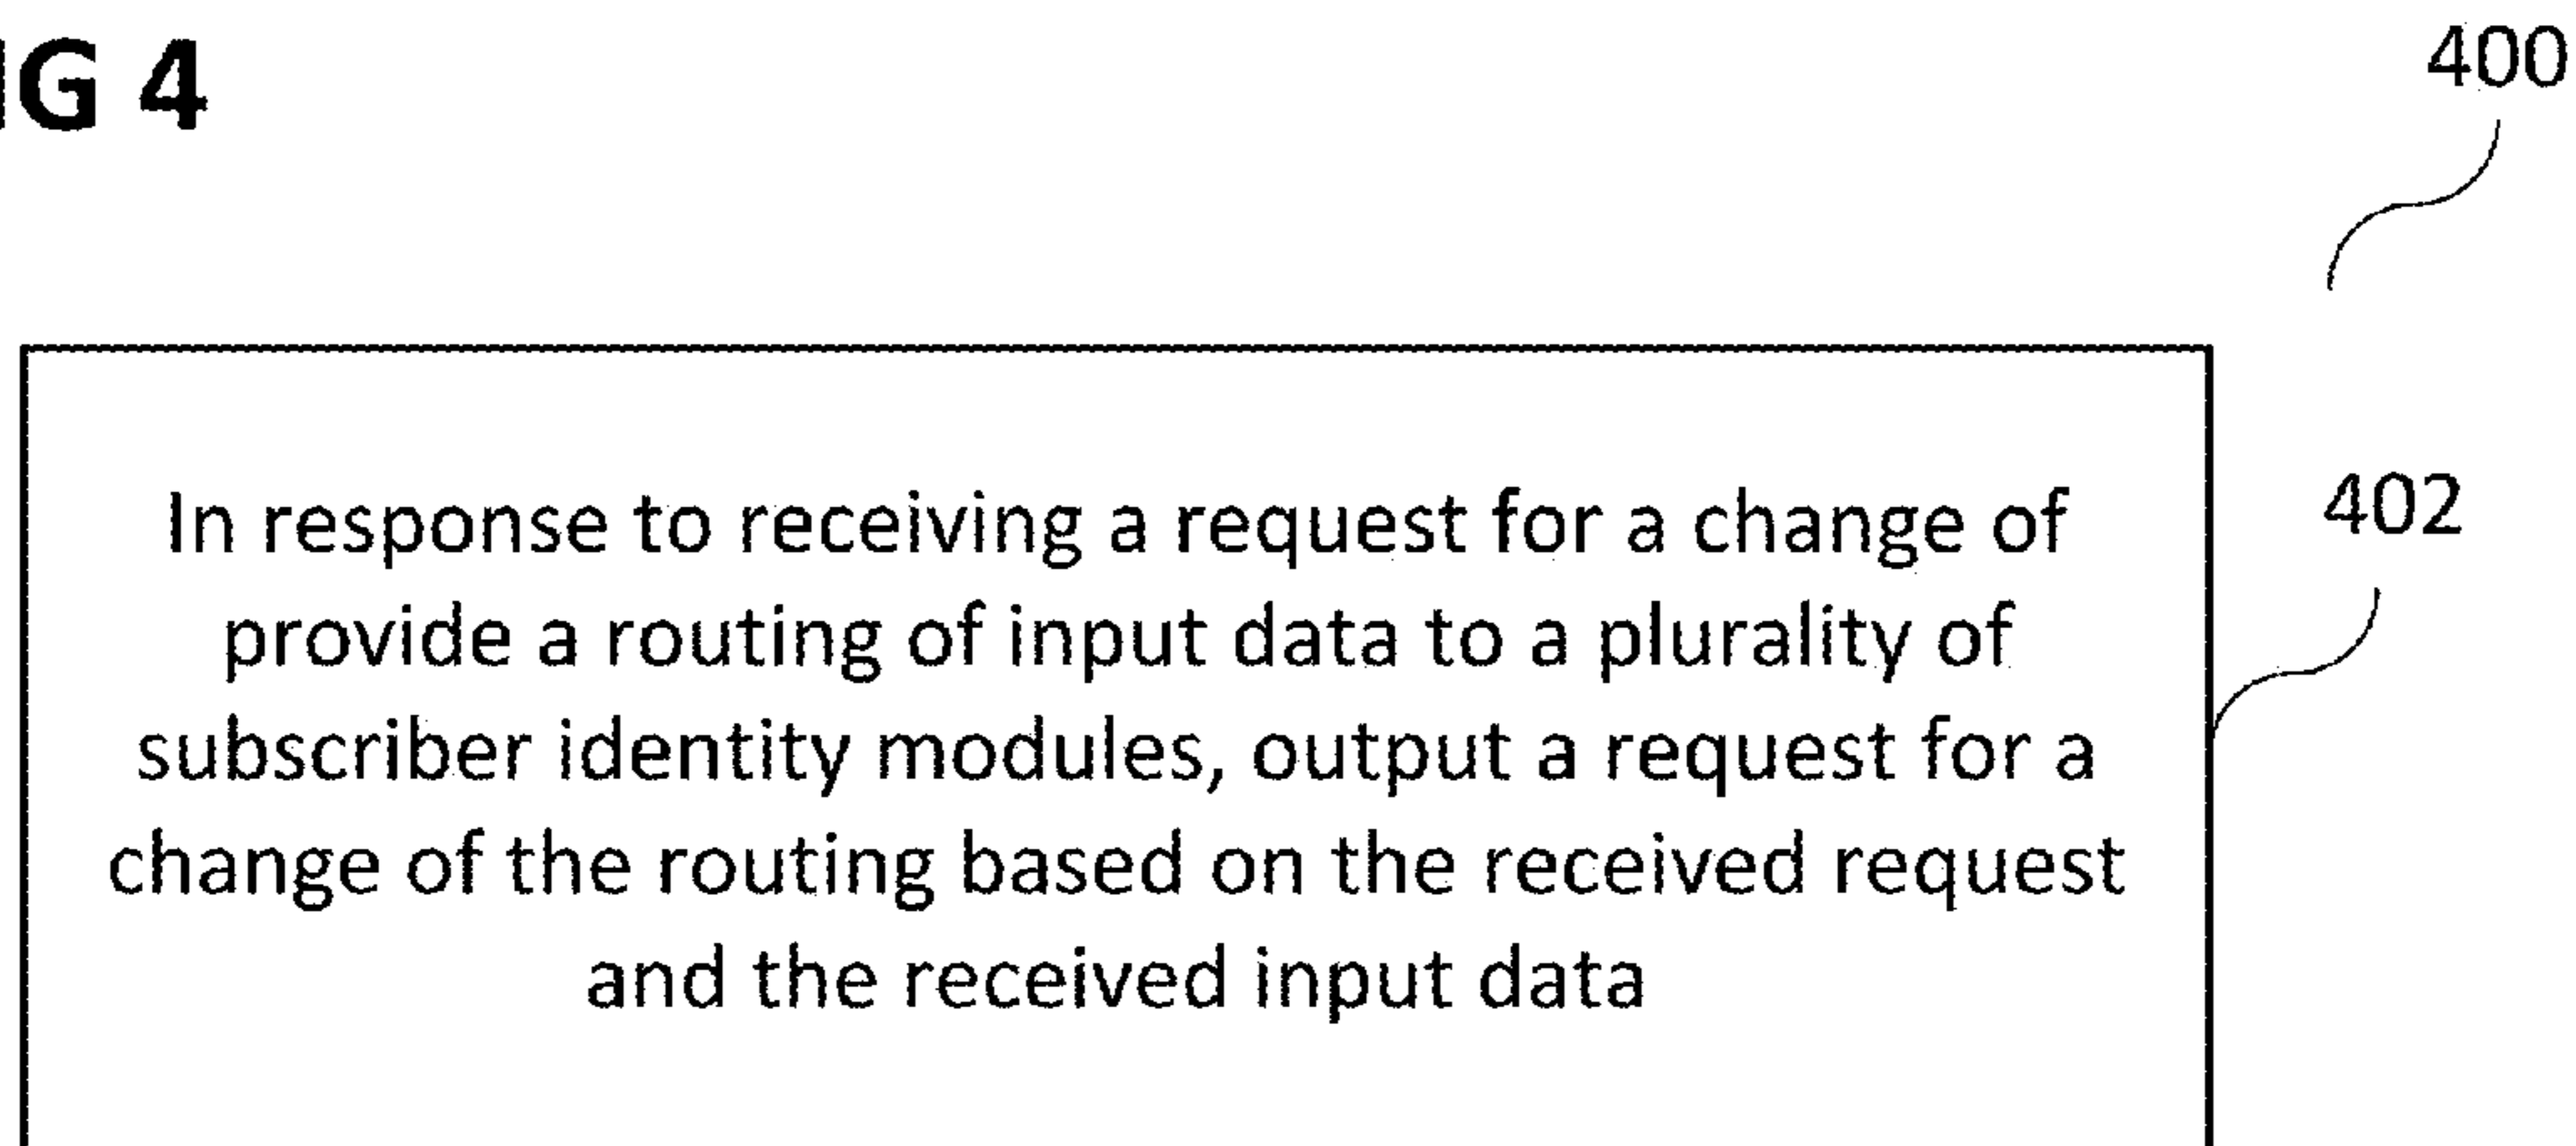 G 4
400
In response to receiving a request for a change of
provide a routing of input data to a plurality of
subscriber identity modules, output a request for a
change of the routing based on the received request
and the received input data
402